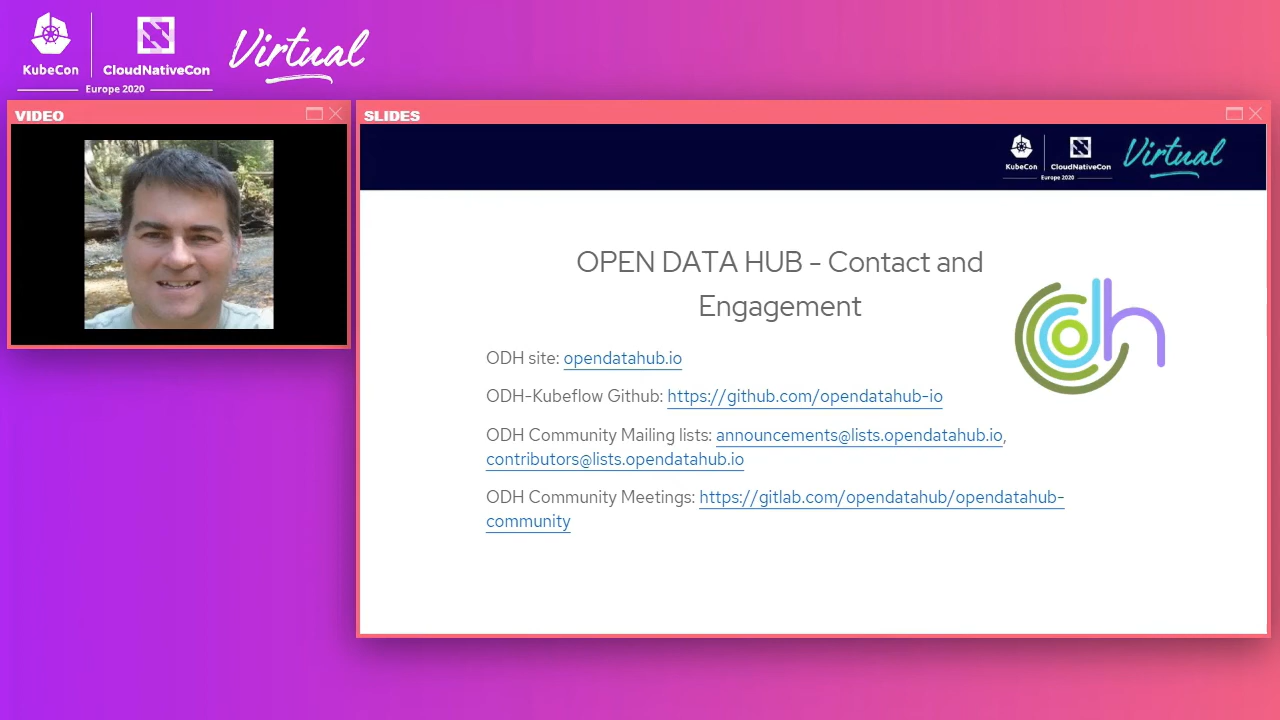 KubeCon
CloudNativeCon
Europe 2020
Virtual
VIDEO
SLIDES
KubeCon
CloudNativeCon
Europe 2020
Virtual
OPEN DATA HUB - Contact and
Engagement
odh
ODH site: opendatahub.io
ODH-Kubeflow Github: https://github.com/opendatahub-io
ODH Community Mailing lists: announcements@lists.opendatahub.io,
contributors@lists.opendatahub.io
ODH Community Meetings: https://gitlab.com/opendatahub/opendatahub-
community